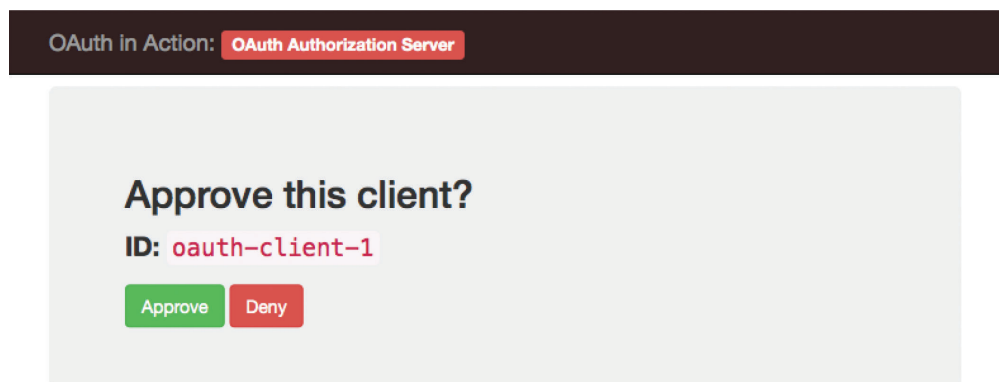 OAuth in Action: OAuth Authorization Server
Approve this client?
ID: oauth-client-1
Approve Deny